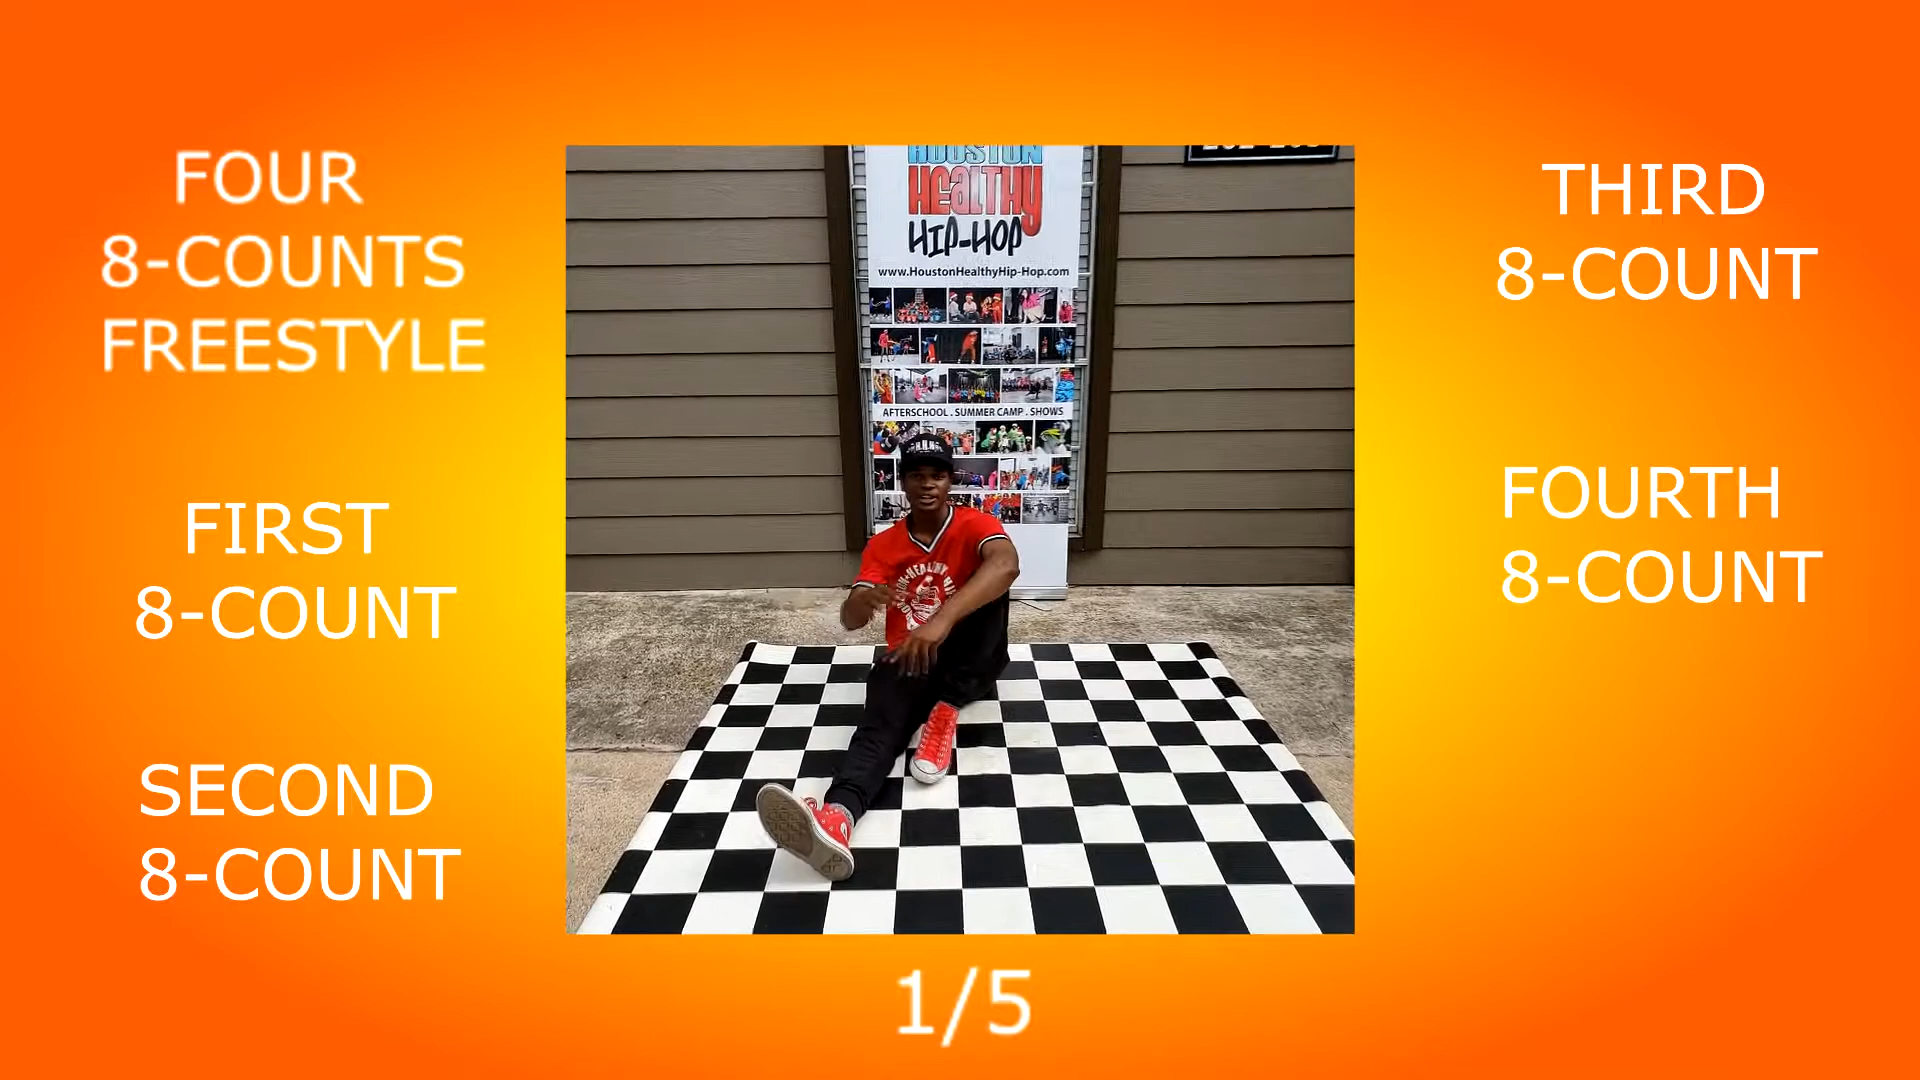 FOUR
8-COUNTS
FREESTYLE
FIRST
8-COUNT
SECOND
8-COUNT
HOUSTON
HEALTHY
HIP-HOP
www.HoustonHealthyHip-Hop.com
AFTERSCHOOL . SUMMER CAMP . SHOWS
THIRD
8-COUNT
FOURTH
8-COUNT
1/5